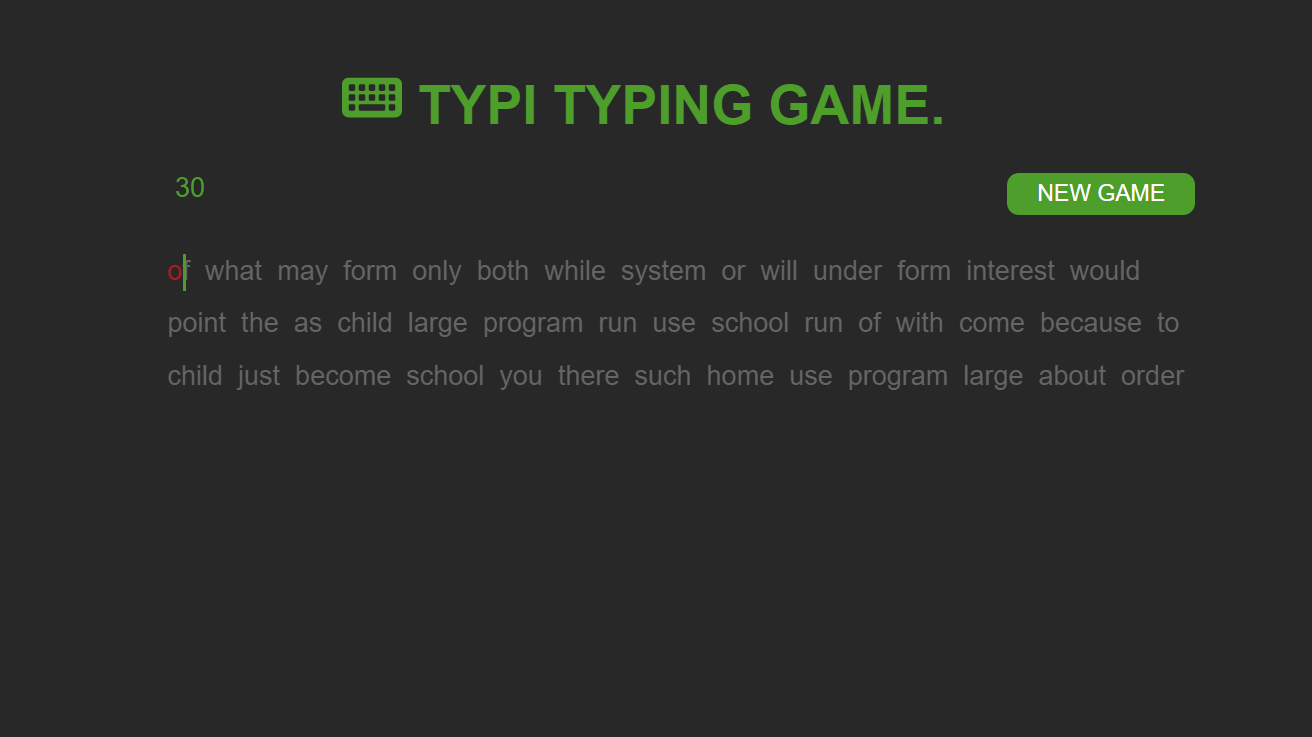 TYPI TYPING GAME.
30
NEW GAME
of what may form only both while system or will under form interest would
point the as child large program run use school run of with come because to
child just become school you there such home use program large about order